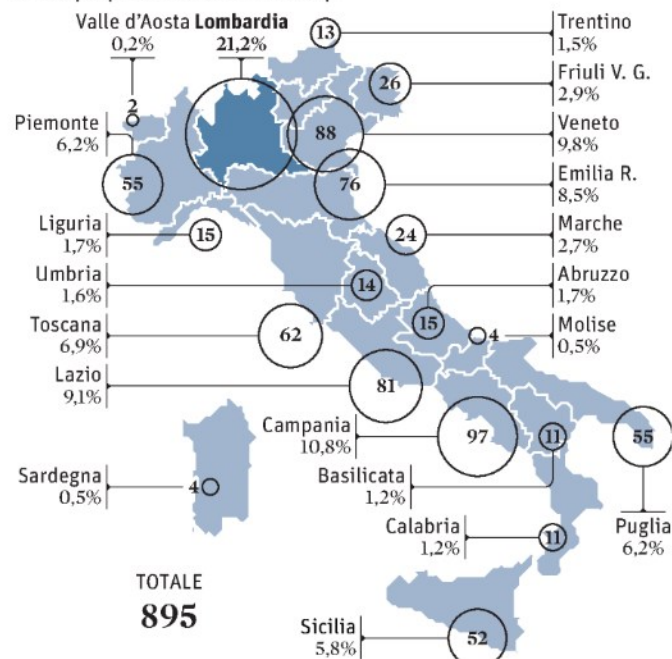 Valle d'Aosta
0,2%
2
Lombardia
21,2%
13
Trentino
1,5%
26
Friuli V. G.
2,9%
Piemonte
6,2%
55
88
Veneto
9,8%
76
Emilia R.
8,5%
Liguria
1,7%
15
24
Marche
2,7%
Umbria
1,6%
14
Abruzzo
1,7%
15
Toscana
6,9%
62
4
Molise
0,5%
Lazio
9,1%
81
Campania
10,8%
97
11
55
Sardegna
0,5%
4
Basilicata
1,2%
Calabria
1,2%
11
Puglia
6,2%
TOTALE
895
Sicilia
5,8%
52